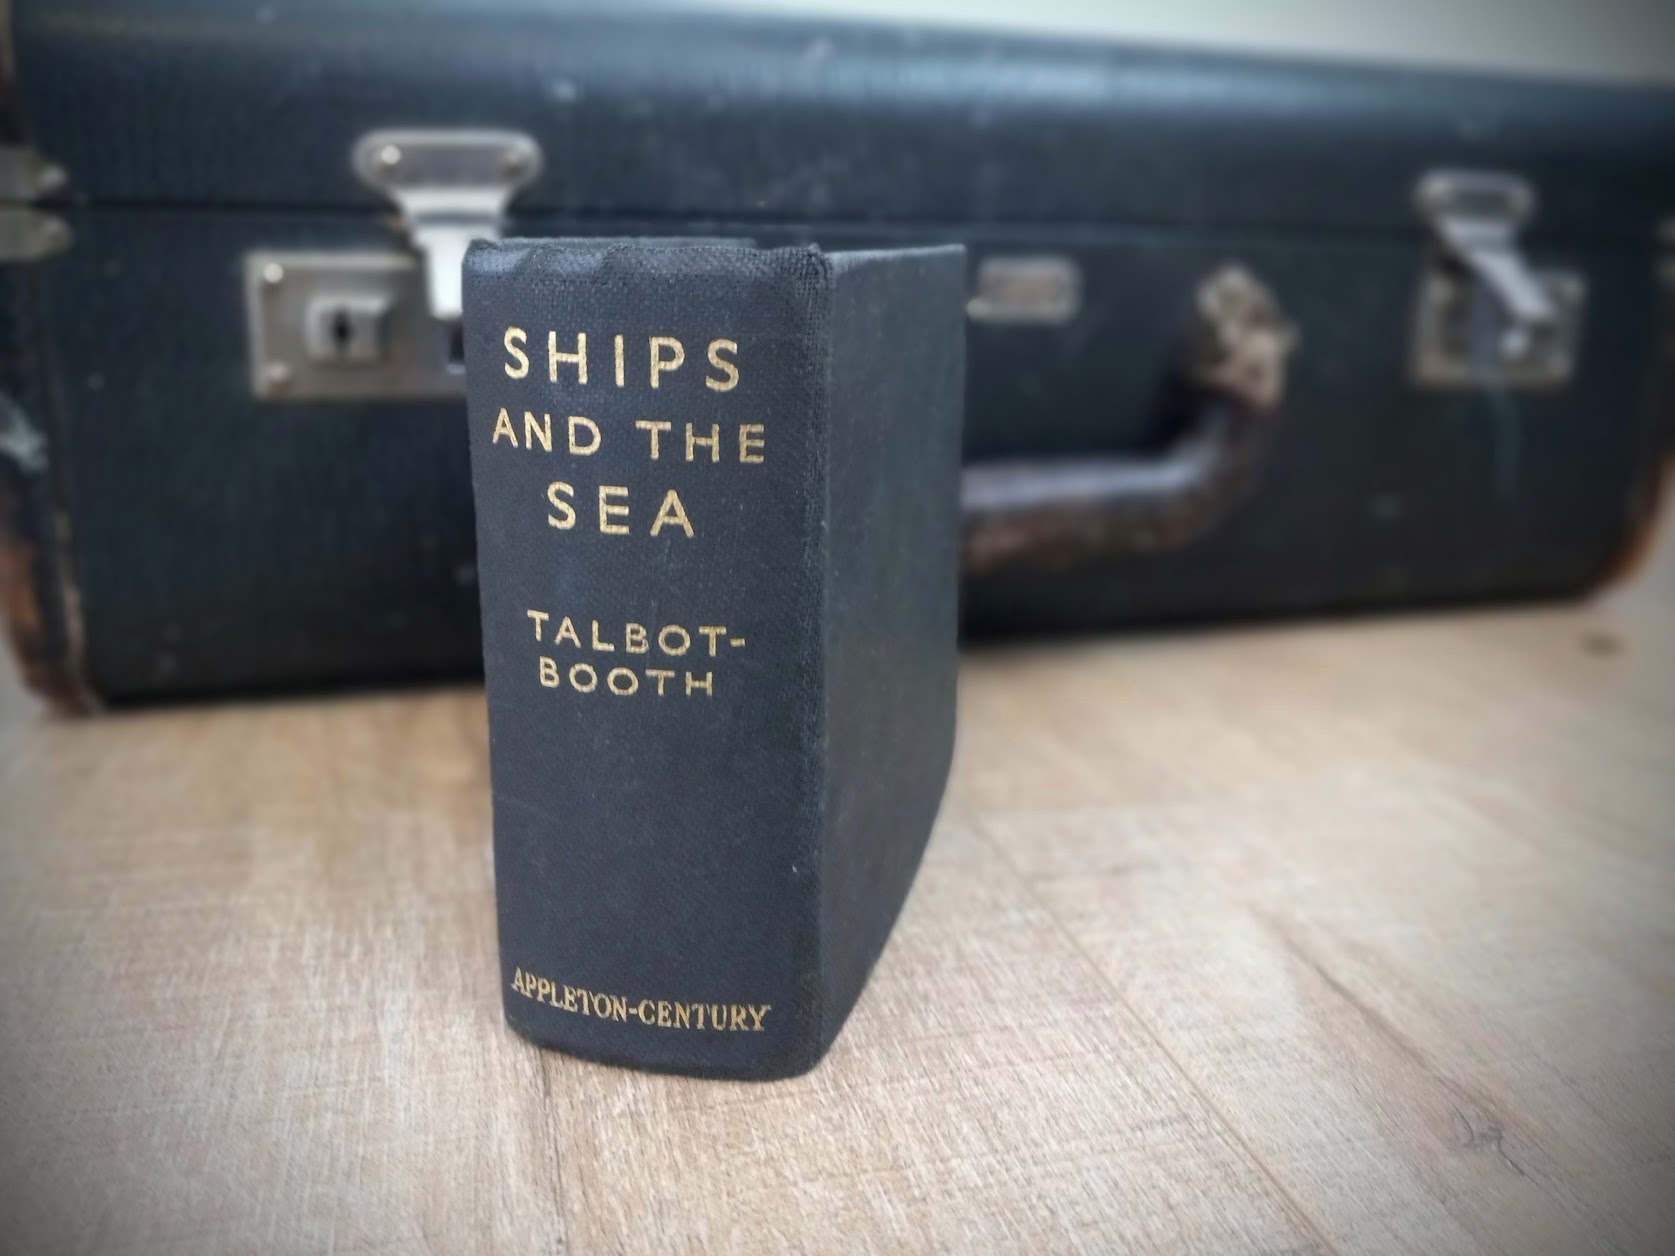 SHIPS
AND THE
SEA
TALBOT-
BOOTH
APPLETON-CENTURY